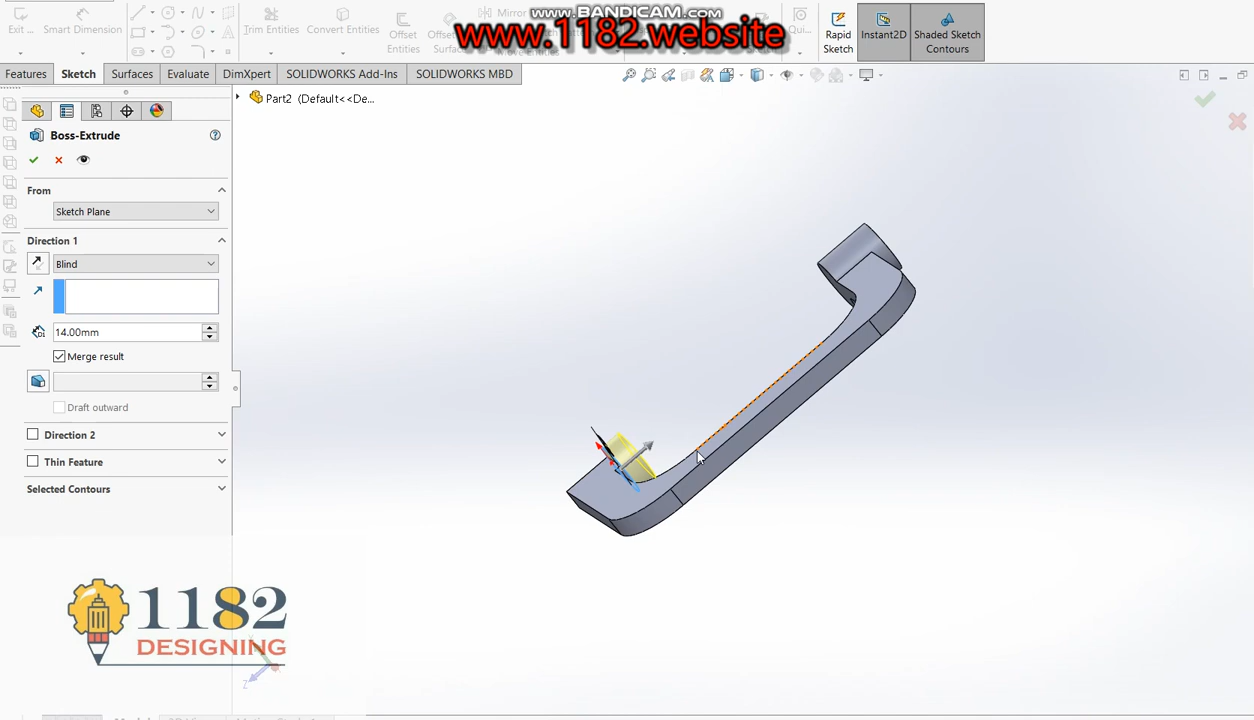 www.BANDICAM.com
www.1182.website
Exit ...
Smart Dimension
Trim Entities
Convert Entities
Offset Entities
Mirror
Rapid Sketch
Instant2D
Shaded Sketch Contours
Features
Sketch
Surfaces
Evaluate
DimXpert
SOLIDWORKS Add-Ins
SOLIDWORKS MBD
Part2 (Default<<De...
Boss-Extrude
From
Sketch Plane
Direction 1
Blind
14.00mm
Merge result
Draft outward
Direction 2
Thin Feature
Selected Contours
1182
DESIGNING
Z